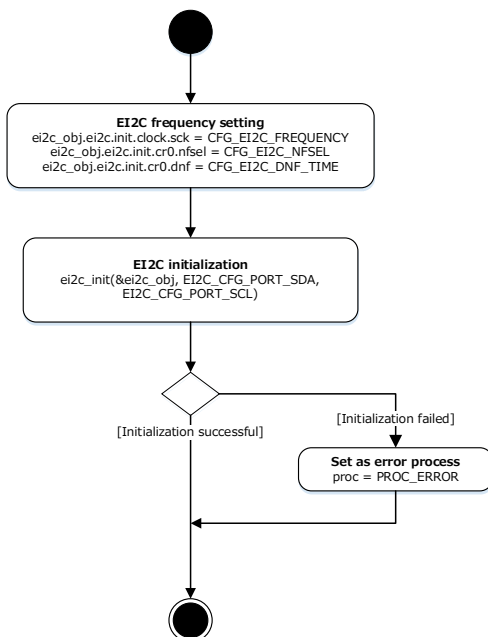 EI2C frequency setting
ei2c_obj.ei2c.init.clock.sck = CFG_EI2C_FREQUENCY
ei2c_obj.ei2c.init.cr0.nfsel = CFG_EI2C_NFSEL
ei2c_obj.ei2c.init.cr0.dnf = CFG_EI2C_DNF_TIME
EI2C initialization
ei2c_init(&ei2c_obj, EI2C_CFG_PORT_SDA,
EI2C_CFG_PORT_SCL)
[Initialization failed]
[Initialization successful]
Set as error process
proc = PROC_ERROR